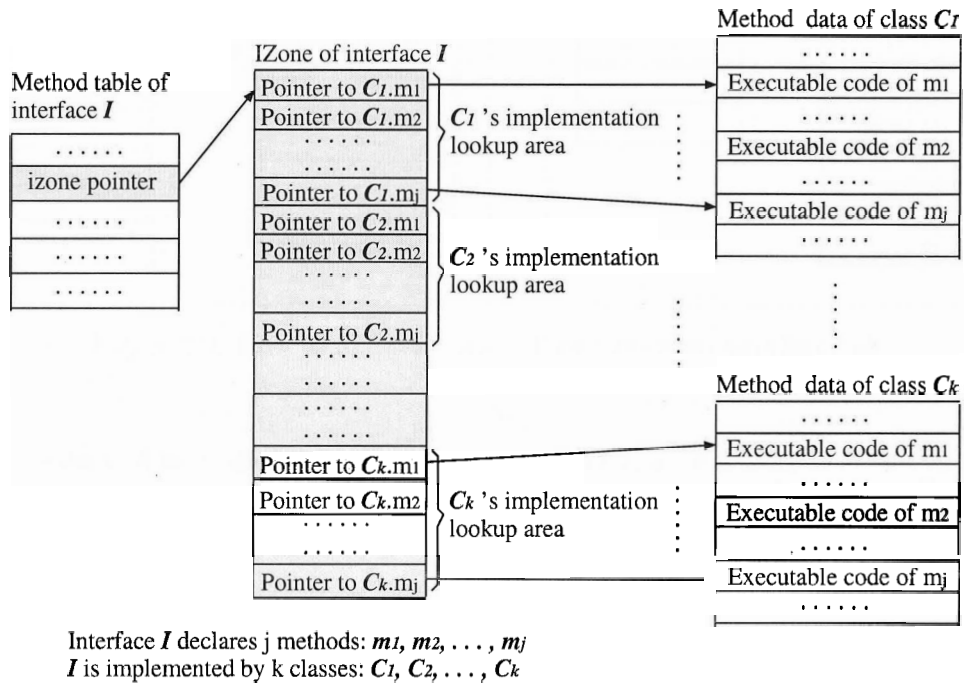 Method table of
interface I
. . . . . .
izone pointer
. . . . . .
. . . . . .
. . . . . .
IZone of interface I
Pointer to C1.m1
Pointer to C1.m2
. . . . . .
. . . . . .
Pointer to C1.mj
Pointer to C2.m1
Pointer to C2.m2
. . . . . .
. . . . . .
Pointer to C2.mj
. . . . . .
. . . . . .
. . . . . .
. . . . . .
Pointer to Ck.m1
Pointer to Ck.m2
. . . . . .
. . . . . .
Pointer to Ck.mj
C1 's implementation
lookup area
C2 's implementation
lookup area
Ck 's implementation
lookup area
Method data of class C1
. . . . . .
Executable code of m1
. . . . . .
Executable code of m2
. . . . . .
Executable code of mj
. . . . . .
Method data of class Ck
. . . . . .
Executable code of m1
. . . . . .
Executable code of m2
. . . . . .
Executable code of mj
. . . . . .
Interface I declares j methods: m1, m2, . . . , mj
I is implemented by k classes: C1, C2, . . . , Ck